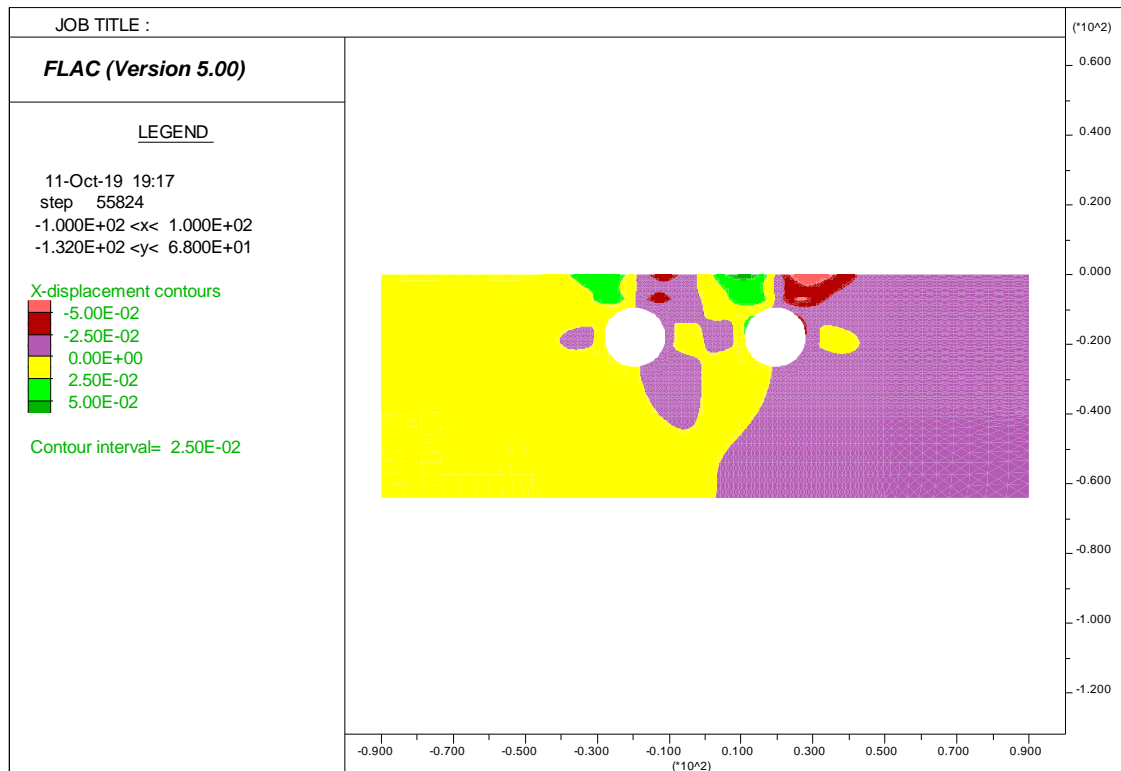 JOB TITLE :
FLAC (Version 5.00)
LEGEND
11-Oct-19 19:17
step 55824
-1.000E+02 <x< 1.000E+02
-1.320E+02 <y< 6.800E+01
X-displacement contours
-5.00E-02
-2.50E-02
0.00E+00
2.50E-02
5.00E-02
Contour interval= 2.50E-02
(*10^2)
0.600
0.400
0.200
0.000
-0.200
-0.400
-0.600
-0.800
-1.000
-1.200
-0.900 -0.700 -0.500 -0.300 -0.100 0.100 0.300 0.500 0.700 0.900
(*10^2)